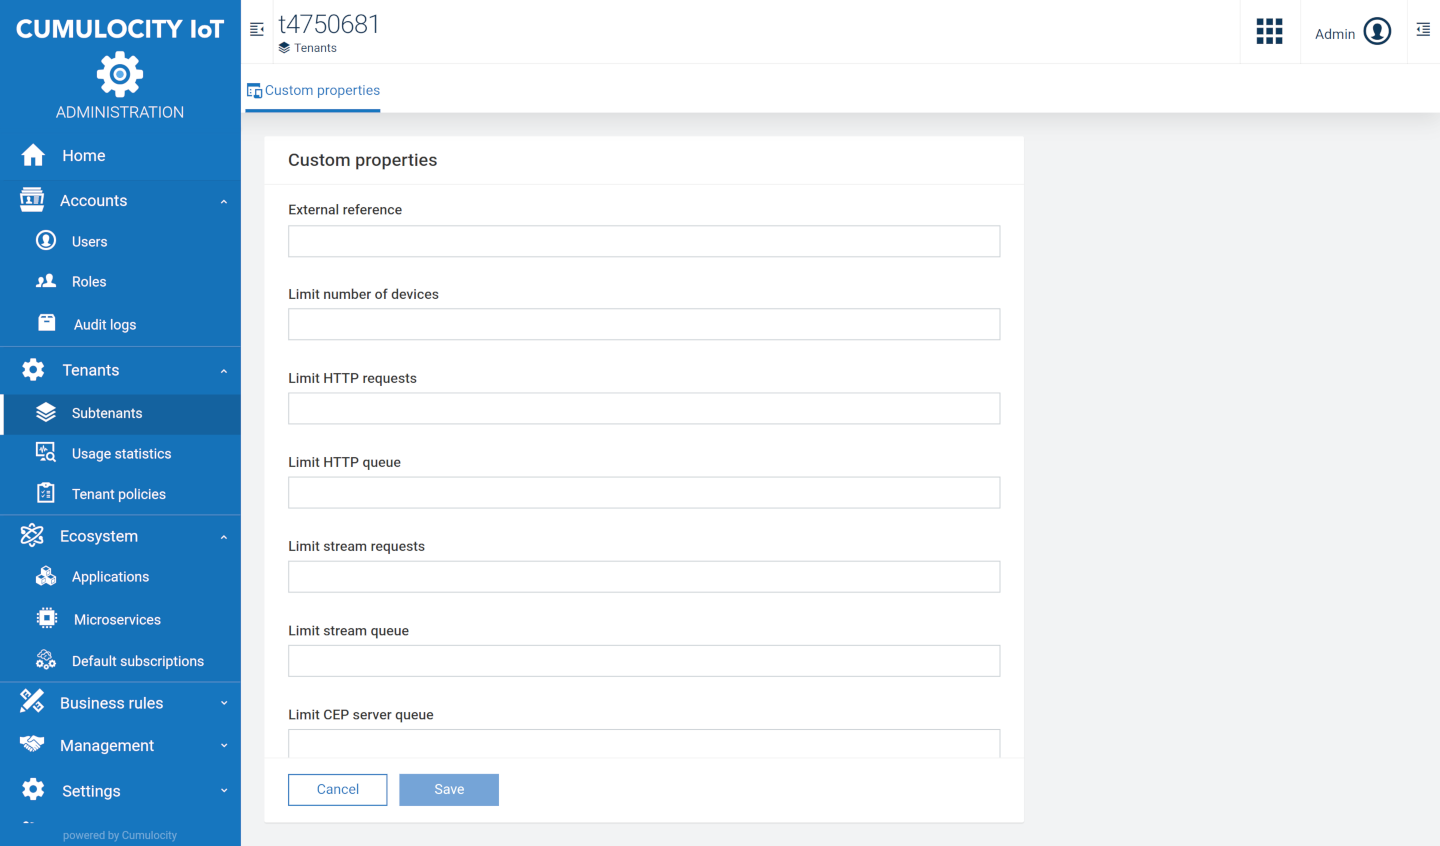 CUMULOCITY IoT
ADMINISTRATION
Home
Accounts
Users
Roles
Audit logs
Tenants
Subtenants
Usage statistics
Tenant policies
Ecosystem
Applications
Microservices
Default subscriptions
Business rules
Management
Settings
powered by Cumulocity
t4750681
Tenants
Admin
Custom properties
Custom properties
External reference
Limit number of devices
Limit HTTP requests
Limit HTTP queue
Limit stream requests
Limit stream queue
Limit CEP server queue
Cancel
Save